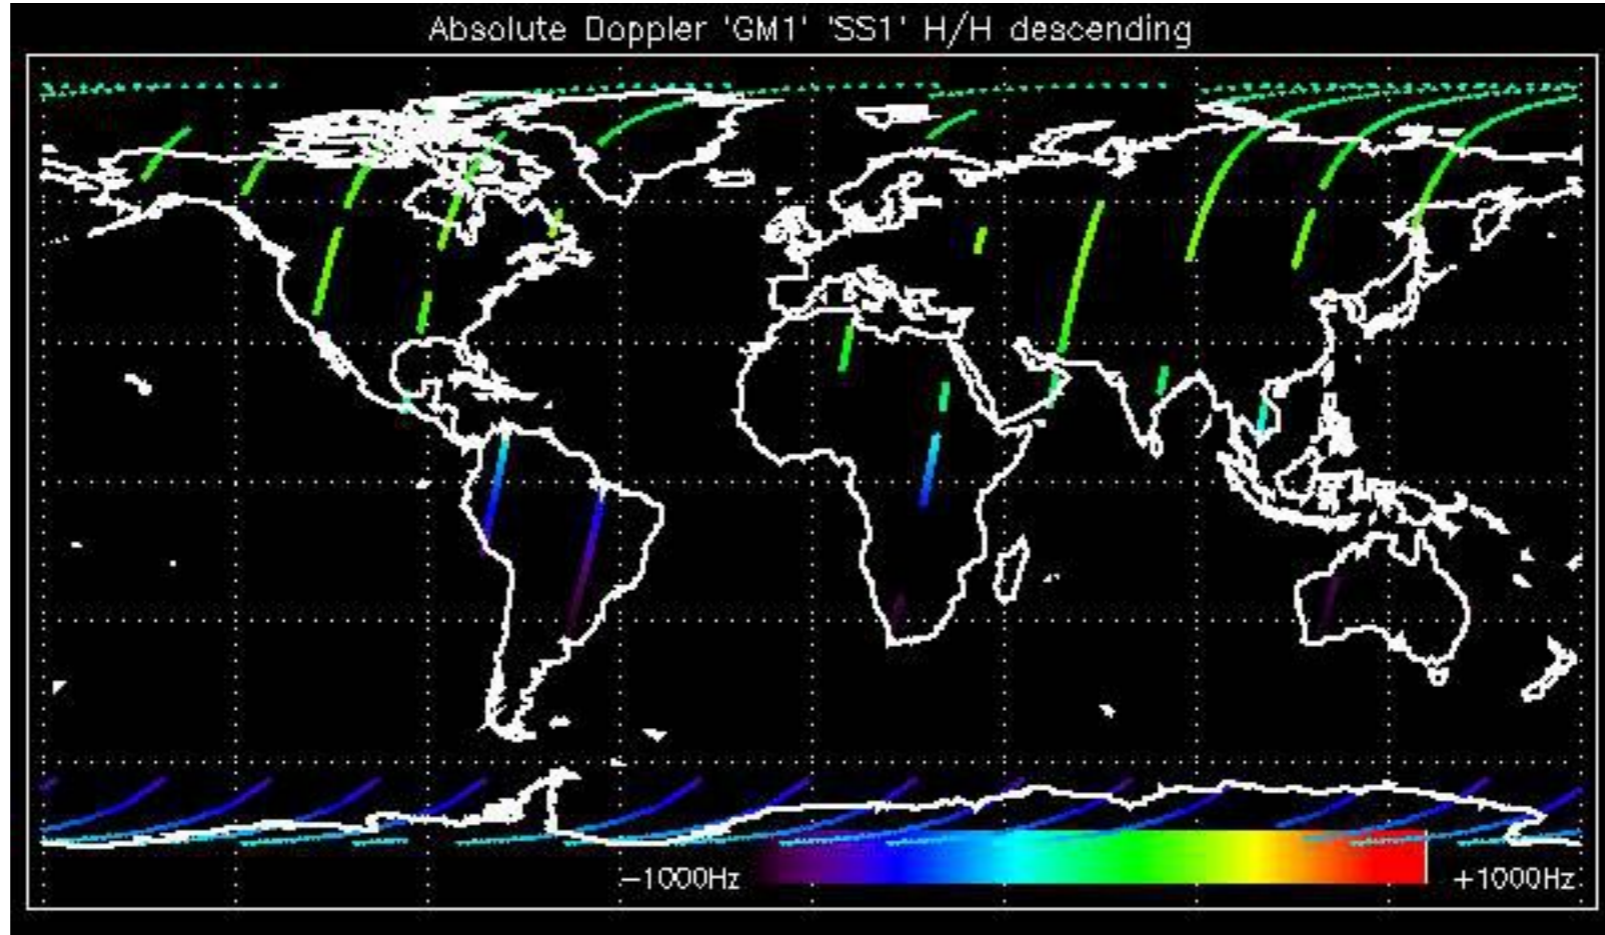 Absolute Doppler 'GM1' 'SS1' H/H descending
−1000Hz
+1000Hz